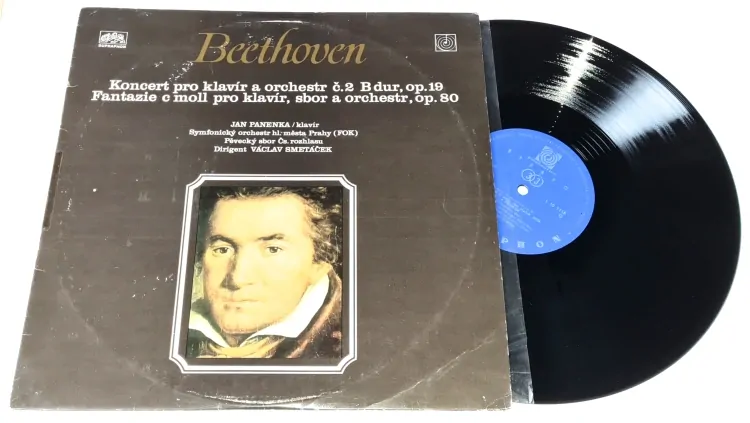 SUPRAPHON
Beethoven
Koncert pro klavír a orchestr č.2 B dur, op.19
Fantazie c moll pro klavír, sbor a orchestr, op. 80
JAN PANENKA / klavír
Symfonický orchestr hl. města Prahy (FOK)
Pěvecký sbor Čs. rozhlasu
Dirigent VÁCLAV SMETÁČEK